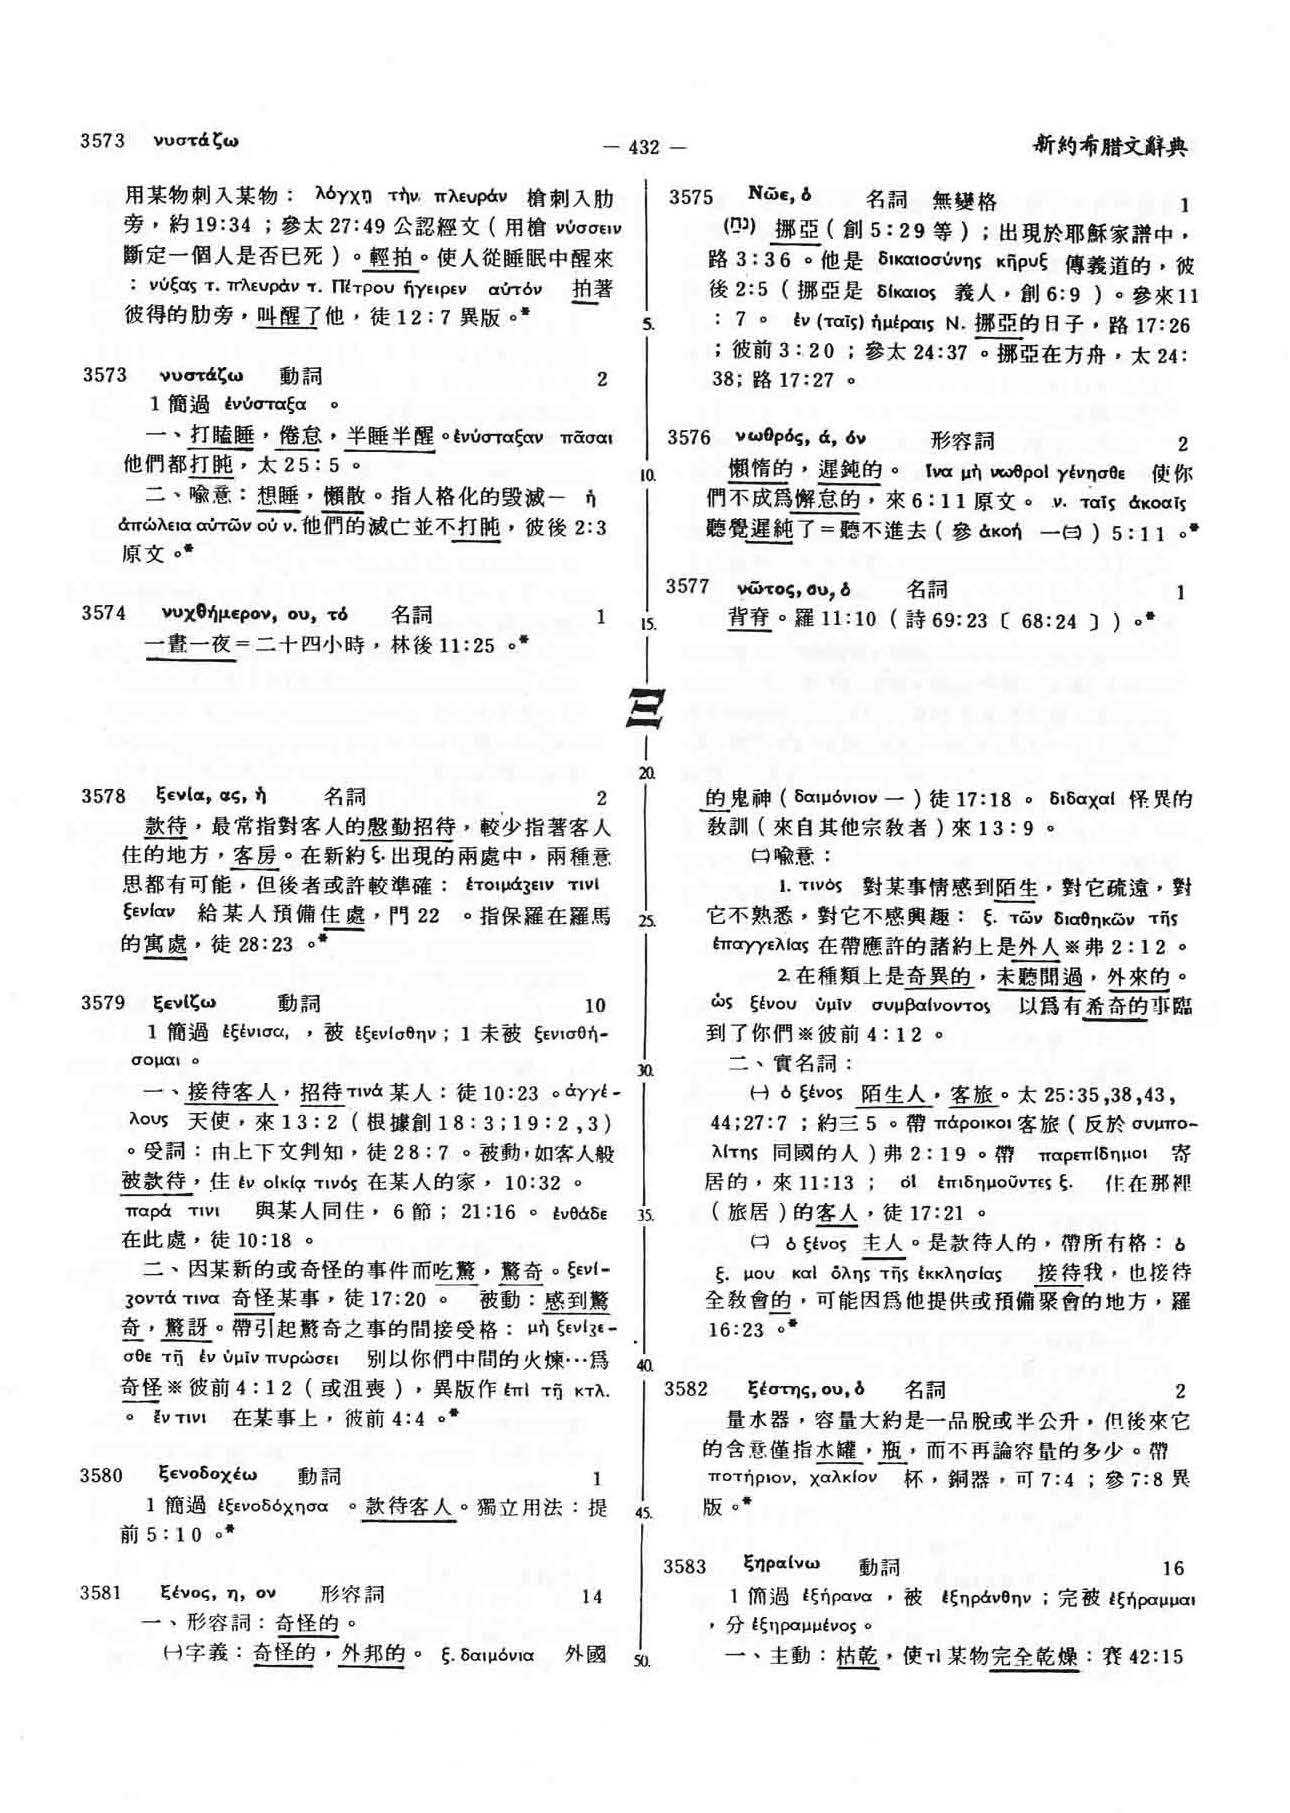 3573 νυστάζω
— 432 —
新約希腊文辭典
用某物刺入某物： λόγχῃ τὴν πλευράν 槍刺入肋
旁，約19:34 ；參太 27:49 公認經文（用槍 νύσσειν
斷定一個人是否已死）。輕拍。使人從睡眠中醒來
：νύξας τ. πλευρὰν τ. Πέτρου ἤγειρεν αὐτόν 拍著
彼得的肋旁，叫醒了他，徒12：7 異版。*
3573 νυστάζω 動詞 2
1 簡過 ἐνύσταξα 。
一、打瞌睡，倦怠，半睡半醒。ἐνύσταξαν πᾶσαι
他們都打盹，太 25：5 。
二、喻意：想睡，懶散。指人格化的毀滅— ἡ
ἀπώλεια αὐτῶν οὐ ν. 他們的滅亡並不打盹，彼後 2:3
原文。*
3574 νυχθήμερον, ου, τό 名詞 1
一晝一夜＝二十四小時，林後11:25 。*
3575 Νῶε, ὁ 名詞 無變格 1
(נֹחַ) 挪亞（創5：29 等）；出現於耶穌家譜中，
路3：36 。他是 δικαιοσύνης κῆρυξ 傳義道的，彼
後 2:5 （挪亞是 δίκαιος 義人，創6:9 ）。參來11
：7 。 ἐν (ταῖς) ἡμέραις Ν. 挪亞的日子，路 17:26
；彼前 3：20 ；參太 24:37 。挪亞在方舟，太 24：
38; 路 17:27 。
3576 νωθρός, ά, όν 形容詞 2
懶惰的，遲鈍的。 ἵνα μὴ νωθροὶ γένησθε 使你
們不成爲懈怠的，來6：11 原文。 ν. ταῖς ἀκοαῖς
聽覺遲純了＝聽不進去（參 ἀκοή 一㈢）5：11 。*
3577 νῶτος, ου, ὁ 名詞 1
背脊。羅 11:10 （詩 69:23〔 68:24 〕）。*
Ξ
3578 ξενία, ας, ἡ 名詞 2
款待，最常指對客人的慇勤招待，較少指著客人
住的地方，客房。在新約 ξ. 出現的兩處中，兩種意
思都有可能，但後者或許較準確： ἑτοιμάζειν τινὶ
ξενίαν 給某人預備住處，門 22 。指保羅在羅馬
的寓處，徒 28：23 。*
3579 ξενίζω 動詞 10
1 簡過 ἐξένισα, ，被 ἐξενίσθην；1 未被 ξενισθή-
σομαι 。
一、接待客人，招待 τινά 某人：徒10：23 。ἀγγέ-
λους 天使，來 13：2 （根據創18：3；19：2,3）
。受詞：由上下文判知，徒 28：7 。被動，如客人般
被款待，住 ἐν οἰκίᾳ τινός 在某人的家，10:32 。
παρά τινι 與某人同住，6 節；21:16 。 ἐνθάδε
在此處，徒10:18 。
二、因某新的或奇怪的事件而吃驚，驚奇。ξενί-
ζοντά τινα 奇怪某事，徒17:20 。 被動：感到驚
奇，驚訝。帶引起驚奇之事的間接受格： μὴ ξενίζε-
σθε τῇ ἐν ὑμῖν πυρώσει 別以你們中間的火煉…爲
奇怪※彼前4：12 （或沮喪），異版作 ἐπὶ τῇ κτλ.
。 ἔν τινι 在某事上，彼前 4:4 。*
3580 ξενοδοχέω 動詞 1
1 簡過 ἐξενοδόχησα 。款待客人。獨立用法：提
前5：10 。*
3581 ξένος, η, ον 形容詞 14
一、形容詞：奇怪的。
㈠字義：奇怪的，外邦的。 ξ. δαιμόνια 外國
的鬼神（δαιμόνιον 一）徒 17:18 。 διδαχαί 怪異的
教訓（來自其他宗教者）來 13：9 。
㈡喻意：
1. τινός 對某事情感到陌生，對它疏遠，對
它不熟悉，對它不感興趣： ξ. τῶν διαθηκῶν τῆς
ἐπαγγελίας 在帶應許的諸約上是外人※弗 2：12 。
2. 在種類上是奇異的，未聽聞過，外來的。
ὡς ξένου ὑμῖν συμβαίνοντος 以爲有希奇的事臨
到了你們※彼前 4：12 。
二、實名詞：
㈠ ὁ ξένος 陌生人，客旅。太 25:35,38,43,
44;27:7 ；約三 5 。帶 πάροικοι 客旅（反於 συμπο-
λίτης 同國的人）弗 2：19 。帶 παρεπίδημοι 寄
居的，來 11:13 ； οἱ ἐπιδημοῦντες ξ. 住在那裡
（旅居）的客人，徒 17:21 。
㈡ ὁ ξένος 主人。是款待人的，帶所有格： ὁ
ξ. μου καὶ ὅλης τῆς ἐκκλησίας 接待我，也接待
全敎會的，可能因爲他提供或預備聚會的地方，羅
16:23 。*
3582 ξέστης, ου, ὁ 名詞 2
量水器，容量大約是一品脫或半公升，但後來它
的含意僅指水罐，瓶，而不再論容量的多少。帶
ποτήριον, χαλκίον 杯，銅器，可 7:4 ；參 7:8 異
版。*
3583 ξηραίνω 動詞 16
1 簡過 ἐξήρανα ，被 ἐξηράνθην；完被 ἐξήραμμαι
，分 ἐξηραμμένος 。
一、主動：枯乾，使 τὶ 某物完全乾燥：賽 42:15
5.
10.
15.
20.
25.
30.
35.
40.
45.
50.